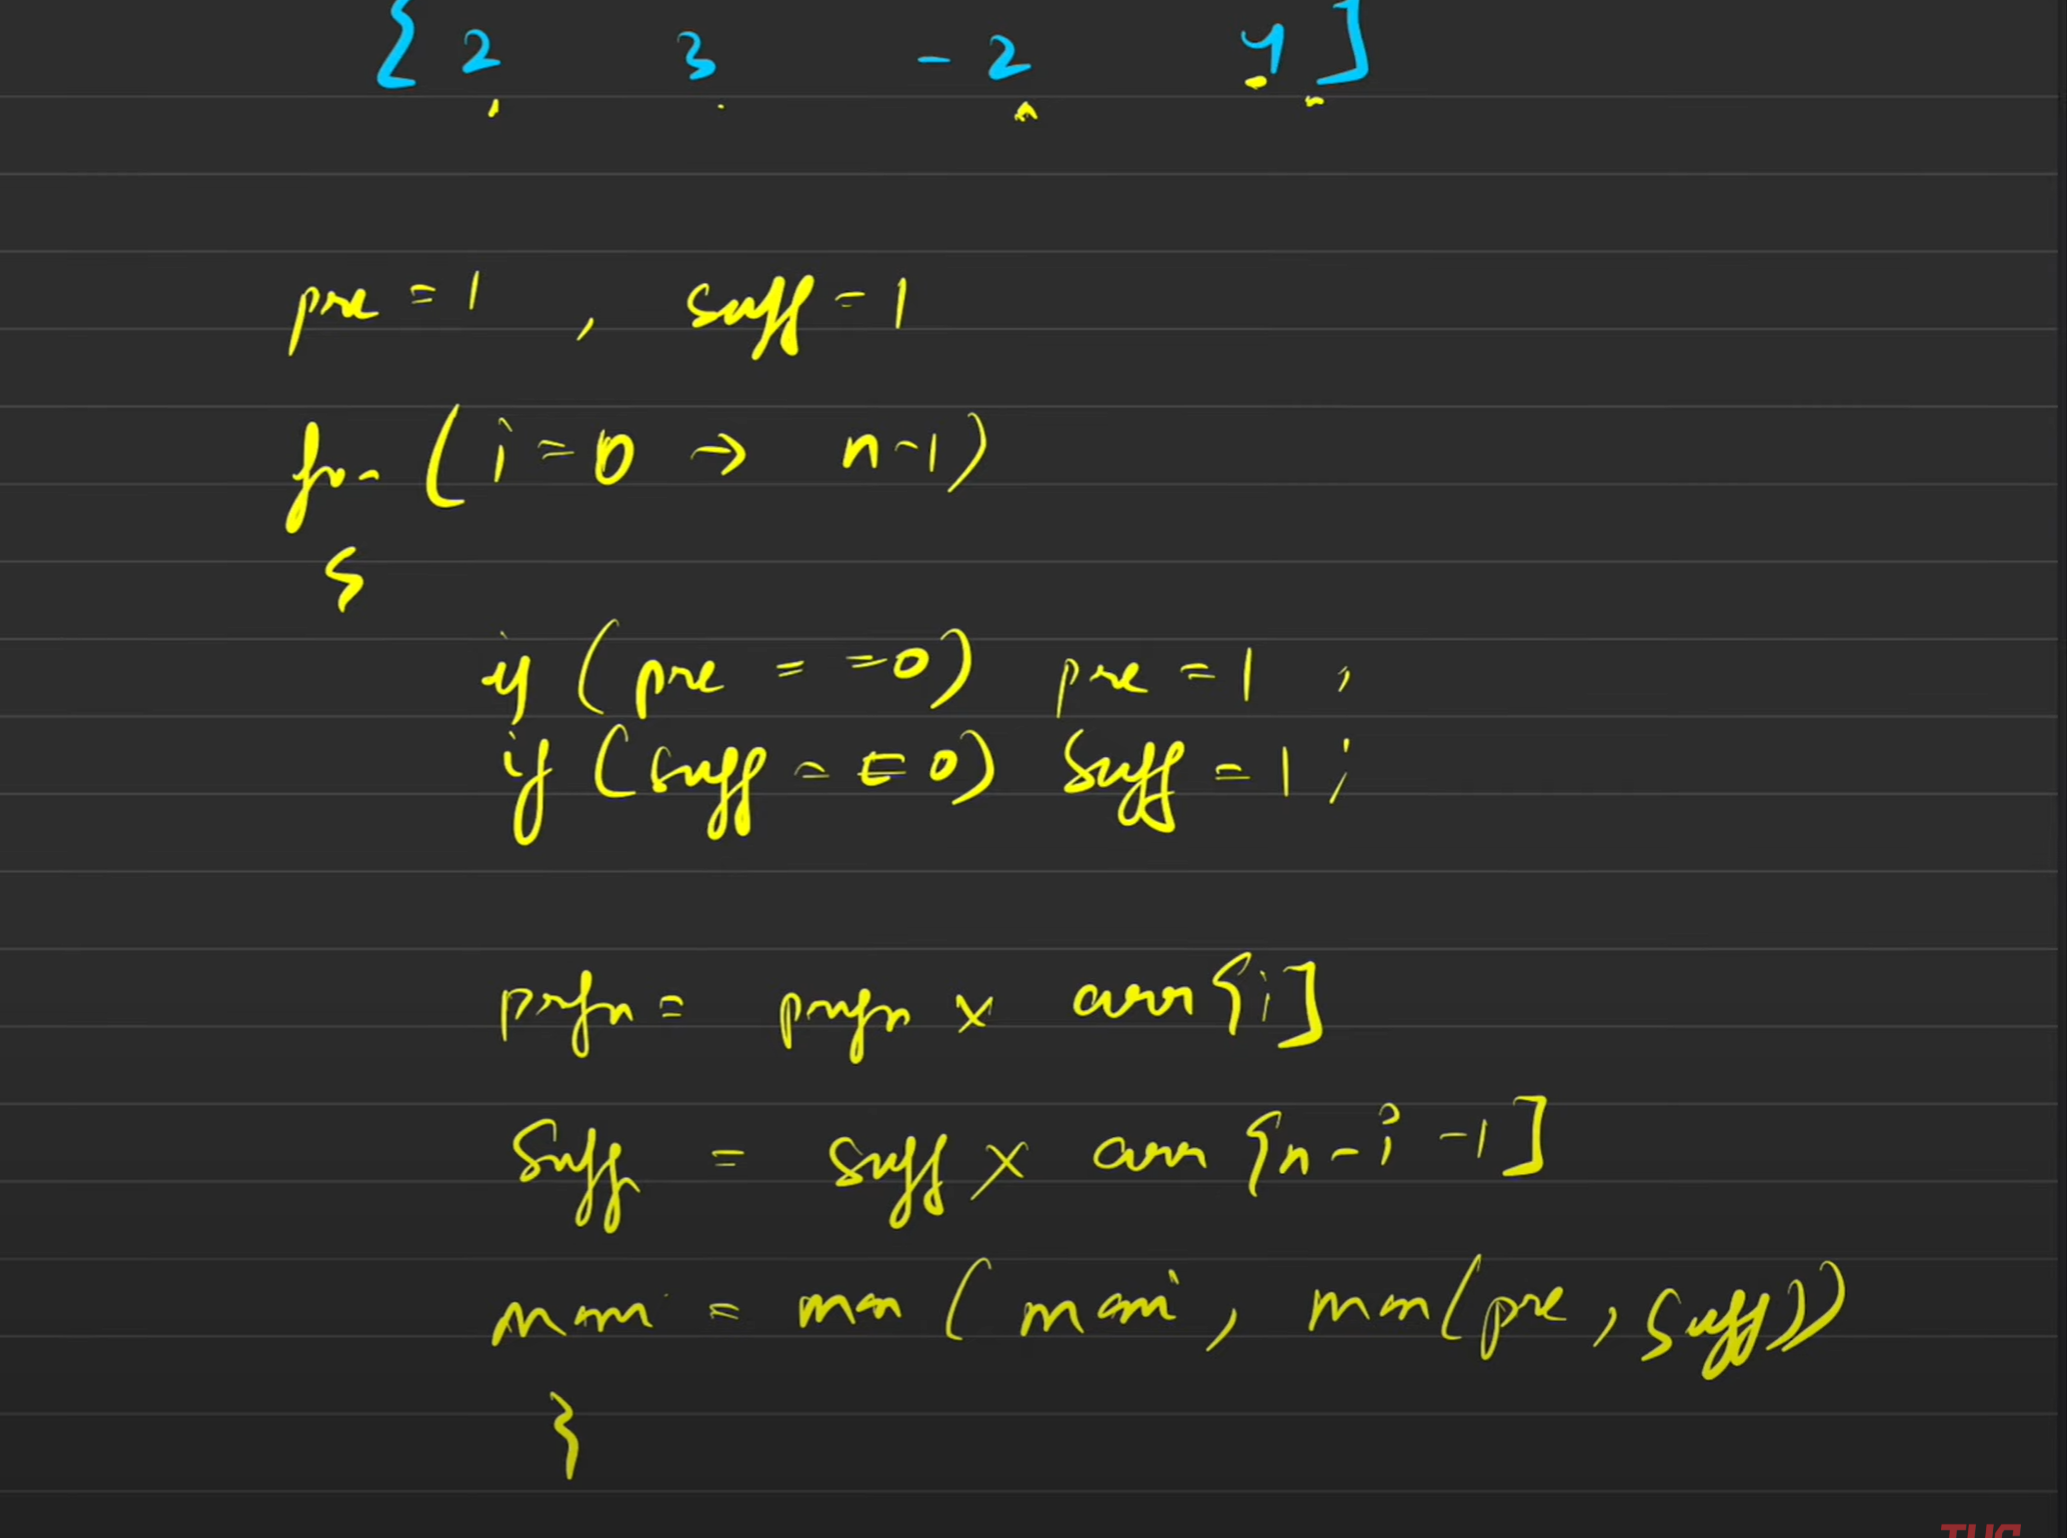 [ 2 3 -2 4 ]
pre = 1 , suff = 1
for ( i = 0 → n-1 )
{
if ( pre == 0 ) pre = 1 ;
if ( suff == 0 ) suff = 1 ;
prefix = prefix × arr[i]
suff = suff × arr[n-i-1]
maxi = max ( maxi , max(pre , suff))
}